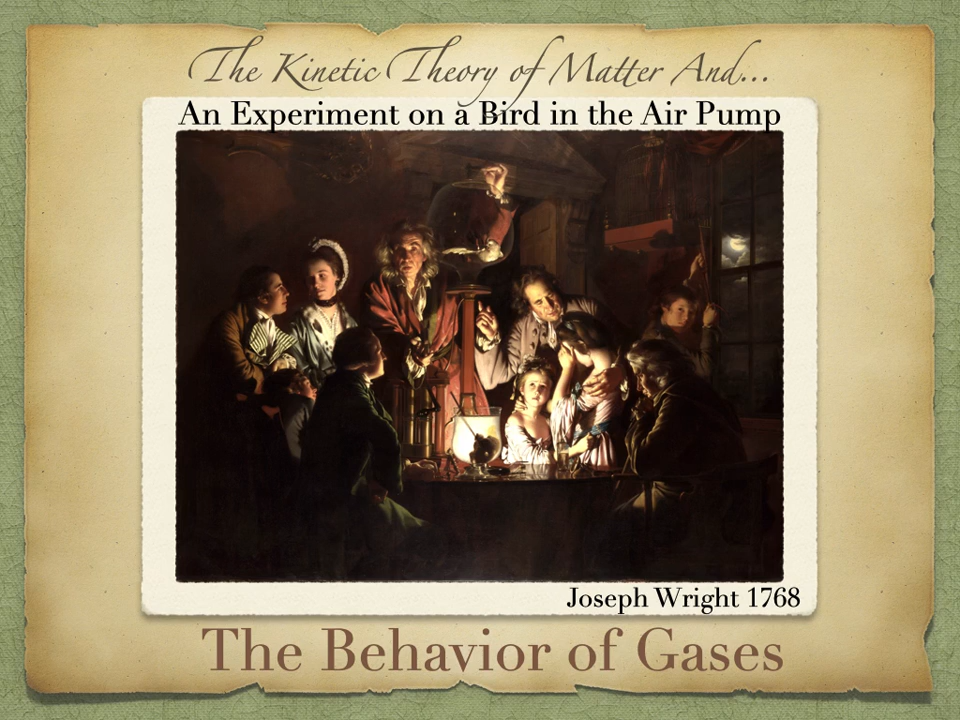 The Kinetic Theory of Matter And...
An Experiment on a Bird in the Air Pump
Joseph Wright 1768
The Behavior of Gases